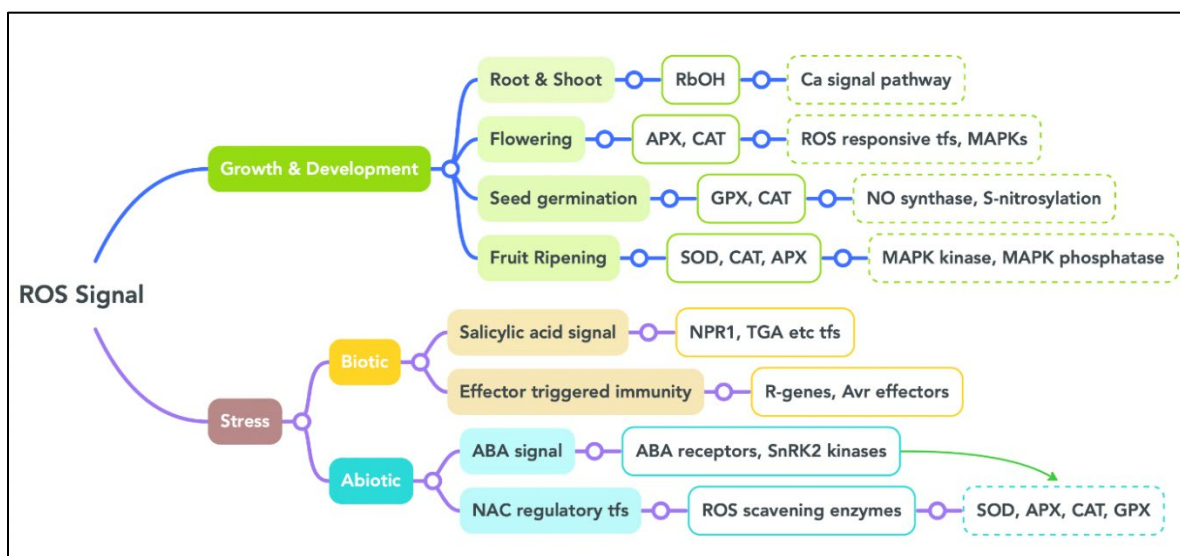 Root & Shoot
RbOH
Ca signal pathway
Flowering
APX, CAT
ROS responsive tfs, MAPKs
Growth & Development
Seed germination
GPX, CAT
NO synthase, S-nitrosylation
Fruit Ripening
SOD, CAT, APX
MAPK kinase, MAPK phosphatase
ROS Signal
Salicylic acid signal
NPR1, TGA etc tfs
Biotic
Effector triggered immunity
R-genes, Avr effectors
Stress
ABA signal
ABA receptors, SnRK2 kinases
Abiotic
NAC regulatory tfs
ROS scavening enzymes
SOD, APX, CAT, GPX